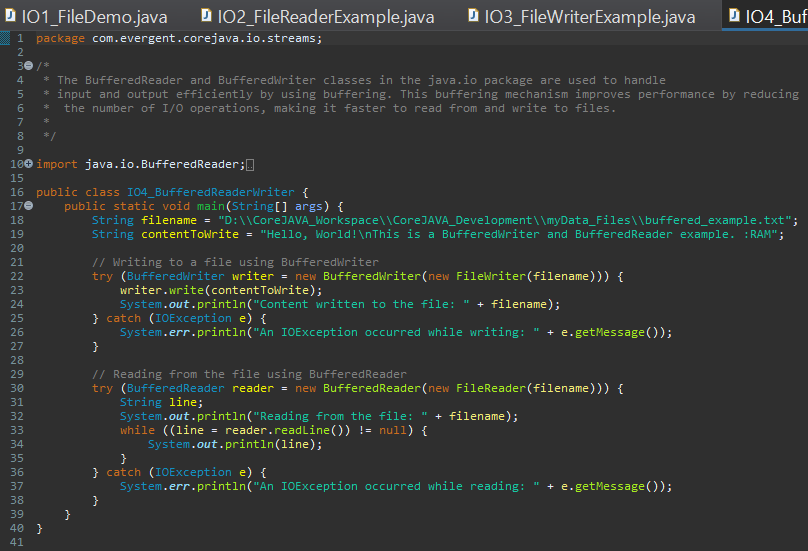 IO1_FileDemo.java IO2_FileReaderExample.java IO3_FileWriterExample.java IO4_Buf
1 package com.evergent.corejava.io.streams;
2
3 /*
4  * The BufferedReader and BufferedWriter classes in the java.io package are used to handle
5  * input and output efficiently by using buffering. This buffering mechanism improves performance by reducing
6  *  the number of I/O operations, making it faster to read from and write to files.
7  *
8  */
9
10 import java.io.BufferedReader;
15
16 public class IO4_BufferedReaderWriter {
17     public static void main(String[] args) {
18         String filename = "D:\\CoreJAVA_Workspace\\CoreJAVA_Development\\myData_Files\\buffered_example.txt";
19         String contentToWrite = "Hello, World!\nThis is a BufferedWriter and BufferedReader example. :RAM";
20
21         // Writing to a file using BufferedWriter
22         try (BufferedWriter writer = new BufferedWriter(new FileWriter(filename))) {
23             writer.write(contentToWrite);
24             System.out.println("Content written to the file: " + filename);
25         } catch (IOException e) {
26             System.err.println("An IOException occurred while writing: " + e.getMessage());
27         }
28
29         // Reading from the file using BufferedReader
30         try (BufferedReader reader = new BufferedReader(new FileReader(filename))) {
31             String line;
32             System.out.println("Reading from the file: " + filename);
33             while ((line = reader.readLine()) != null) {
34                 System.out.println(line);
35             }
36         } catch (IOException e) {
37             System.err.println("An IOException occurred while reading: " + e.getMessage());
38         }
39     }
40 }
41